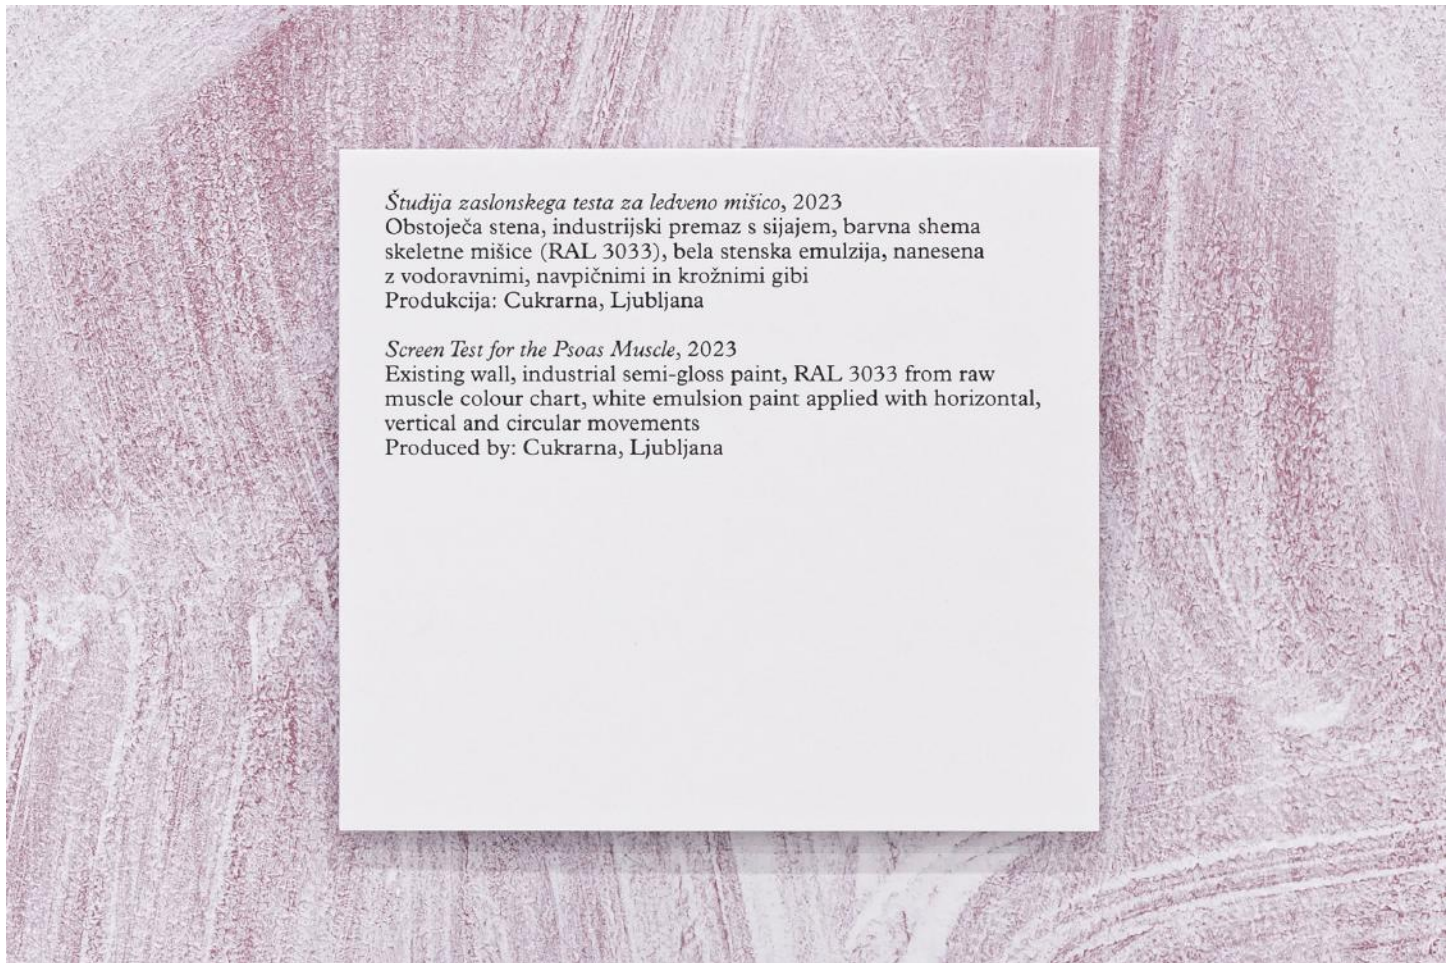 Študija zaslonskega testa za ledveno mišico, 2023
Obstoječa stena, industrijski premaz s sijajem, barvna shema
skeletne mišice (RAL 3033), bela stenska emulzija, nanesena
z vodoravnimi, navpičnimi in krožnimi gibi
Produkcija: Cukrarna, Ljubljana
Screen Test for the Psoas Muscle, 2023
Existing wall, industrial semi-gloss paint, RAL 3033 from raw
muscle colour chart, white emulsion paint applied with horizontal,
vertical and circular movements
Produced by: Cukrarna, Ljubljana